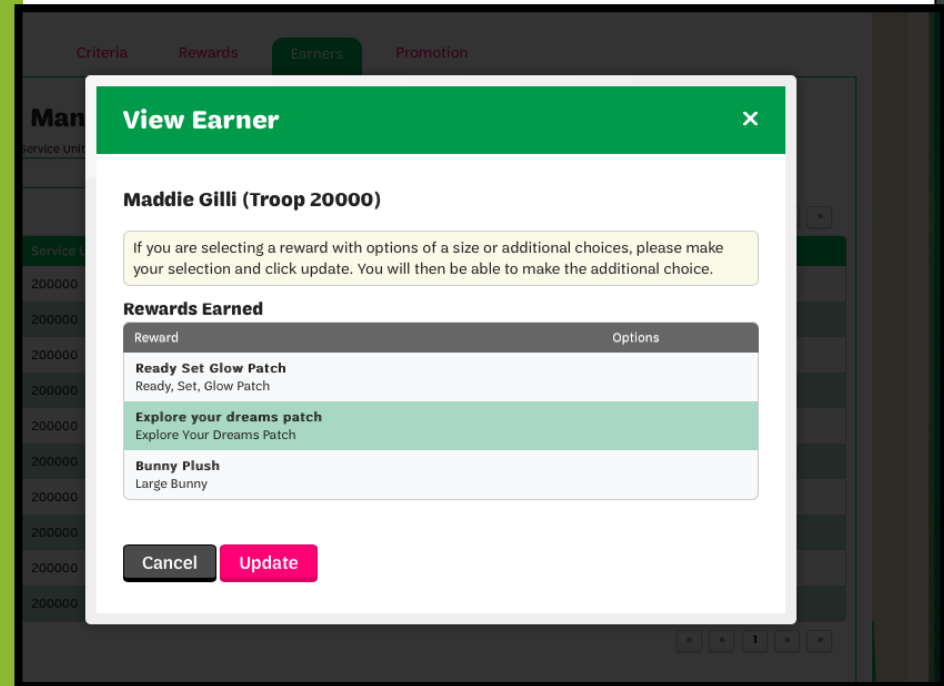 Criteria Rewards Earners Promotion
Man
Service Unit
View Earner ×
Maddie Gilli (Troop 20000)
If you are selecting a reward with options of a size or additional choices, please make
your selection and click update. You will then be able to make the additional choice.
Rewards Earned
Reward Options
Ready Set Glow Patch
Ready, Set, Glow Patch
Explore your dreams patch
Explore Your Dreams Patch
Bunny Plush
Large Bunny
Cancel Update
»
Service U
200000
200000
200000
200000
200000
200000
200000
200000
200000
200000
« « 1 » »